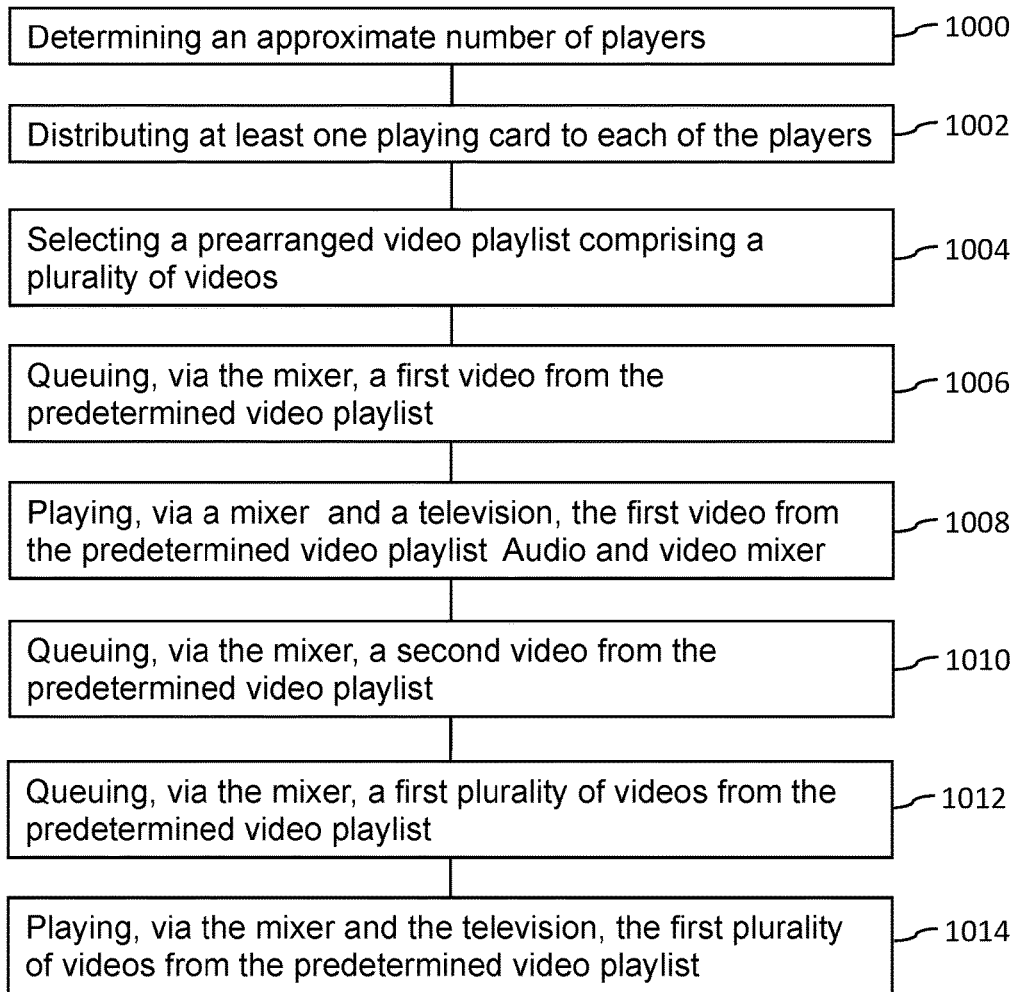 Determining an approximate number of players
1000
Distributing at least one playing card to each of the players
1002
Selecting a prearranged video playlist comprising a
plurality of videos
1004
Queuing, via the mixer, a first video from the
predetermined video playlist
1006
Playing, via a mixer and a television, the first video from
the predetermined video playlist Audio and video mixer
1008
Queuing, via the mixer, a second video from the
predetermined video playlist
1010
Queuing, via the mixer, a first plurality of videos from the
predetermined video playlist
1012
Playing, via the mixer and the television, the first plurality
of videos from the predetermined video playlist
1014